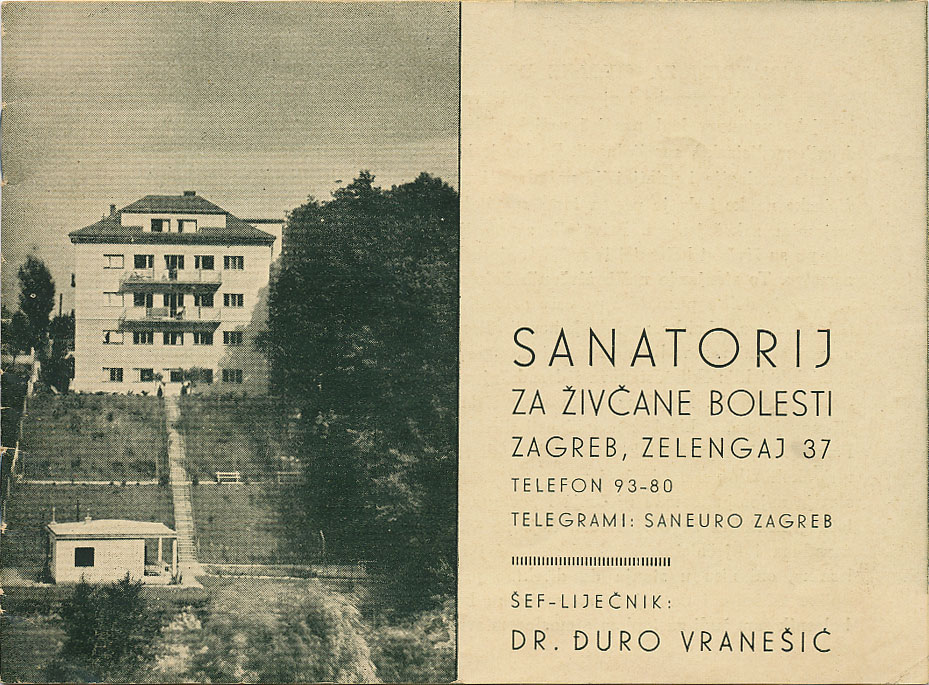 SANATORIJ
ZA ŽIVČANE BOLESTI
ZAGREB, ZELENGAJ 37
TELEFON 93-80
TELEGRAMI: SANEURO ZAGREB
ŠEF-LIJEČNIK:
DR. ĐURO VRANEŠIĆ